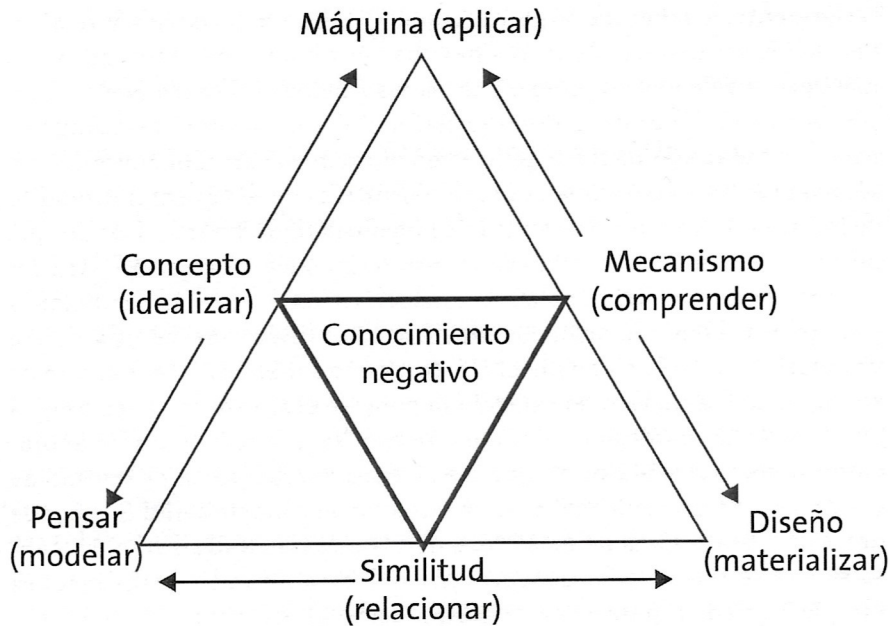 Máquina (aplicar)
Concepto
(idealizar)
Mecanismo
(comprender)
Conocimiento
negativo
Pensar
(modelar)
Similitud
(relacionar)
Diseño
(materializar)